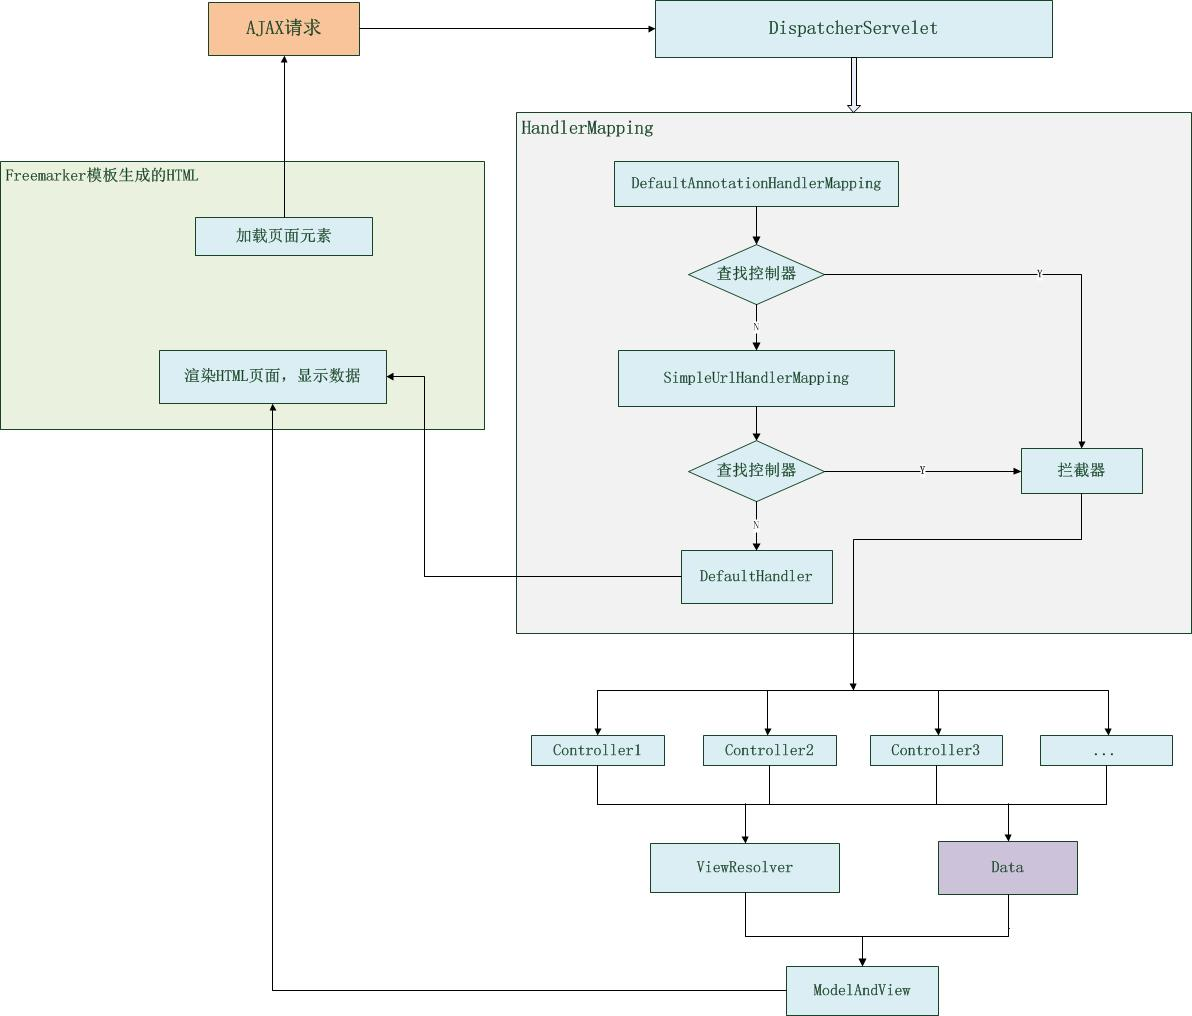 AJAX请求
DispatcherServelet
HandlerMapping
DefaultAnnotationHandlerMapping
Freemarker模板生成的HTML
加载页面元素
查找控制器
Y
N
渲染HTML页面，显示数据
SimpleUrlHandlerMapping
查找控制器
Y
拦截器
N
DefaultHandler
Controller1
Controller2
Controller3
...
ViewResolver
Data
ModelAndView